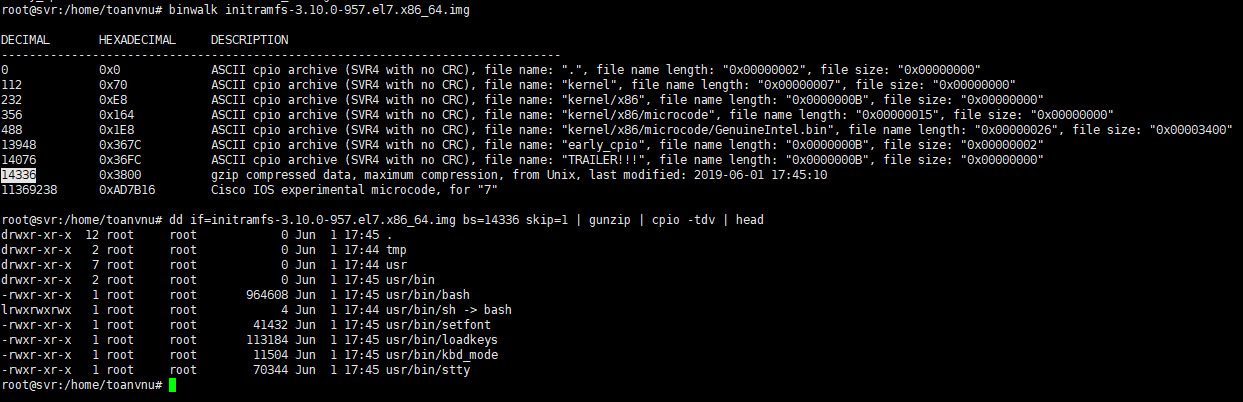 root@svr:/home/toanvnu# binwalk initramfs-3.10.0-957.el7.x86_64.img
DECIMAL       HEXADECIMAL     DESCRIPTION
--------------------------------------------------------------------------------
0             0x0             ASCII cpio archive (SVR4 with no CRC), file name: ".", file name length: "0x00000002", file size: "0x00000000"
112           0x70            ASCII cpio archive (SVR4 with no CRC), file name: "kernel", file name length: "0x00000007", file size: "0x00000000"
232           0xE8            ASCII cpio archive (SVR4 with no CRC), file name: "kernel/x86", file name length: "0x0000000B", file size: "0x00000000"
356           0x164           ASCII cpio archive (SVR4 with no CRC), file name: "kernel/x86/microcode", file name length: "0x00000015", file size: "0x00000000"
488           0x1E8           ASCII cpio archive (SVR4 with no CRC), file name: "kernel/x86/microcode/GenuineIntel.bin", file name length: "0x00000026", file size: "0x00003400"
13948         0x367C          ASCII cpio archive (SVR4 with no CRC), file name: "early_cpio", file name length: "0x0000000B", file size: "0x00000002"
14076         0x36FC          ASCII cpio archive (SVR4 with no CRC), file name: "TRAILER!!!", file name length: "0x0000000B", file size: "0x00000000"
14336         0x3800          gzip compressed data, maximum compression, from Unix, last modified: 2019-06-01 17:45:10
11369238      0xAD7B16        Cisco IOS experimental microcode, for "7"
root@svr:/home/toanvnu# dd if=initramfs-3.10.0-957.el7.x86_64.img bs=14336 skip=1 | gunzip | cpio -tdv | head
drwxr-xr-x  12 root     root            0 Jun  1 17:45 .
drwxr-xr-x   2 root     root            0 Jun  1 17:44 tmp
drwxr-xr-x   7 root     root            0 Jun  1 17:44 usr
drwxr-xr-x   2 root     root            0 Jun  1 17:45 usr/bin
-rwxr-xr-x   1 root     root       964608 Jun  1 17:45 usr/bin/bash
lrwxrwxrwx   1 root     root            4 Jun  1 17:44 usr/bin/sh -> bash
-rwxr-xr-x   1 root     root        41432 Jun  1 17:45 usr/bin/setfont
-rwxr-xr-x   1 root     root       113184 Jun  1 17:45 usr/bin/loadkeys
-rwxr-xr-x   1 root     root        11504 Jun  1 17:45 usr/bin/kbd_mode
-rwxr-xr-x   1 root     root        70344 Jun  1 17:45 usr/bin/stty
root@svr:/home/toanvnu#